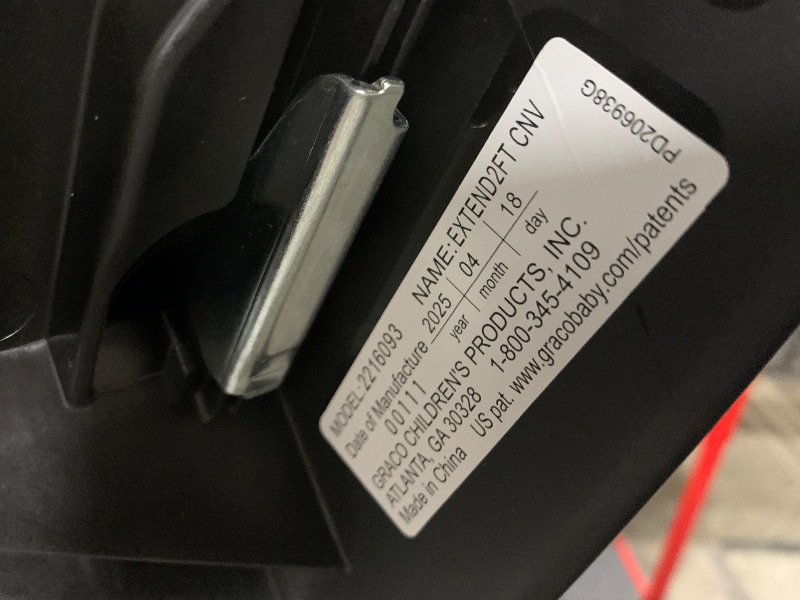 MODEL:2216093 NAME:EXTEND2FT CNV
Date of Manufacture 2025 04 18
year month day
00111
GRACO CHILDREN'S PRODUCTS, INC.
ATLANTA, GA 30328 1-800-345-4109
Made in China US pat. www.gracobaby.com/patents
PD206938G